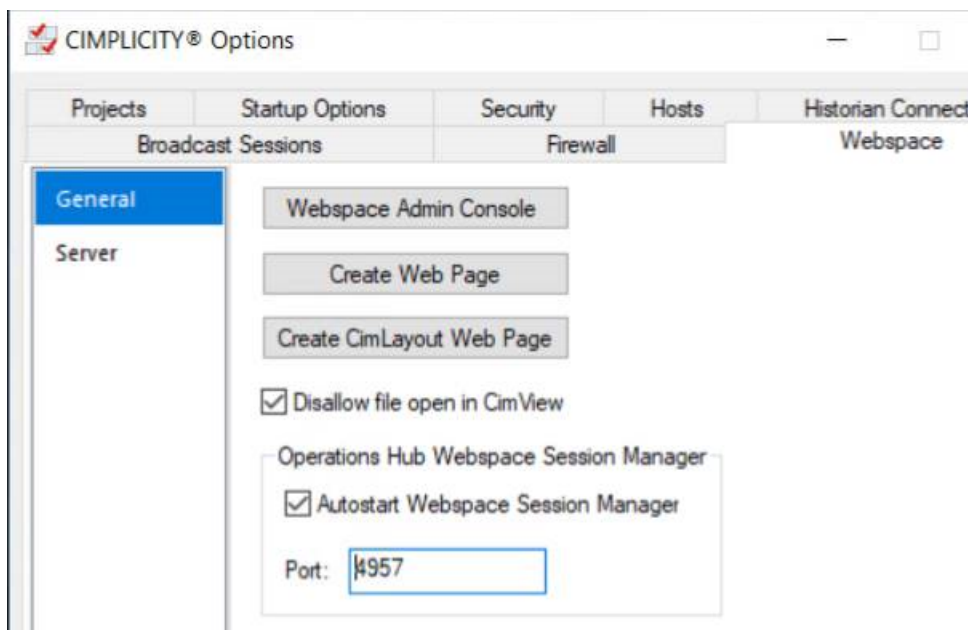 CIMPLICITY® Options
Projects Startup Options Security Hosts Historian Connect
Broadcast Sessions Firewall Webspace
General
Server
Webspace Admin Console
Create Web Page
Create CimLayout Web Page
Disallow file open in CimView
Operations Hub Webspace Session Manager
Autostart Webspace Session Manager
Port: 4957